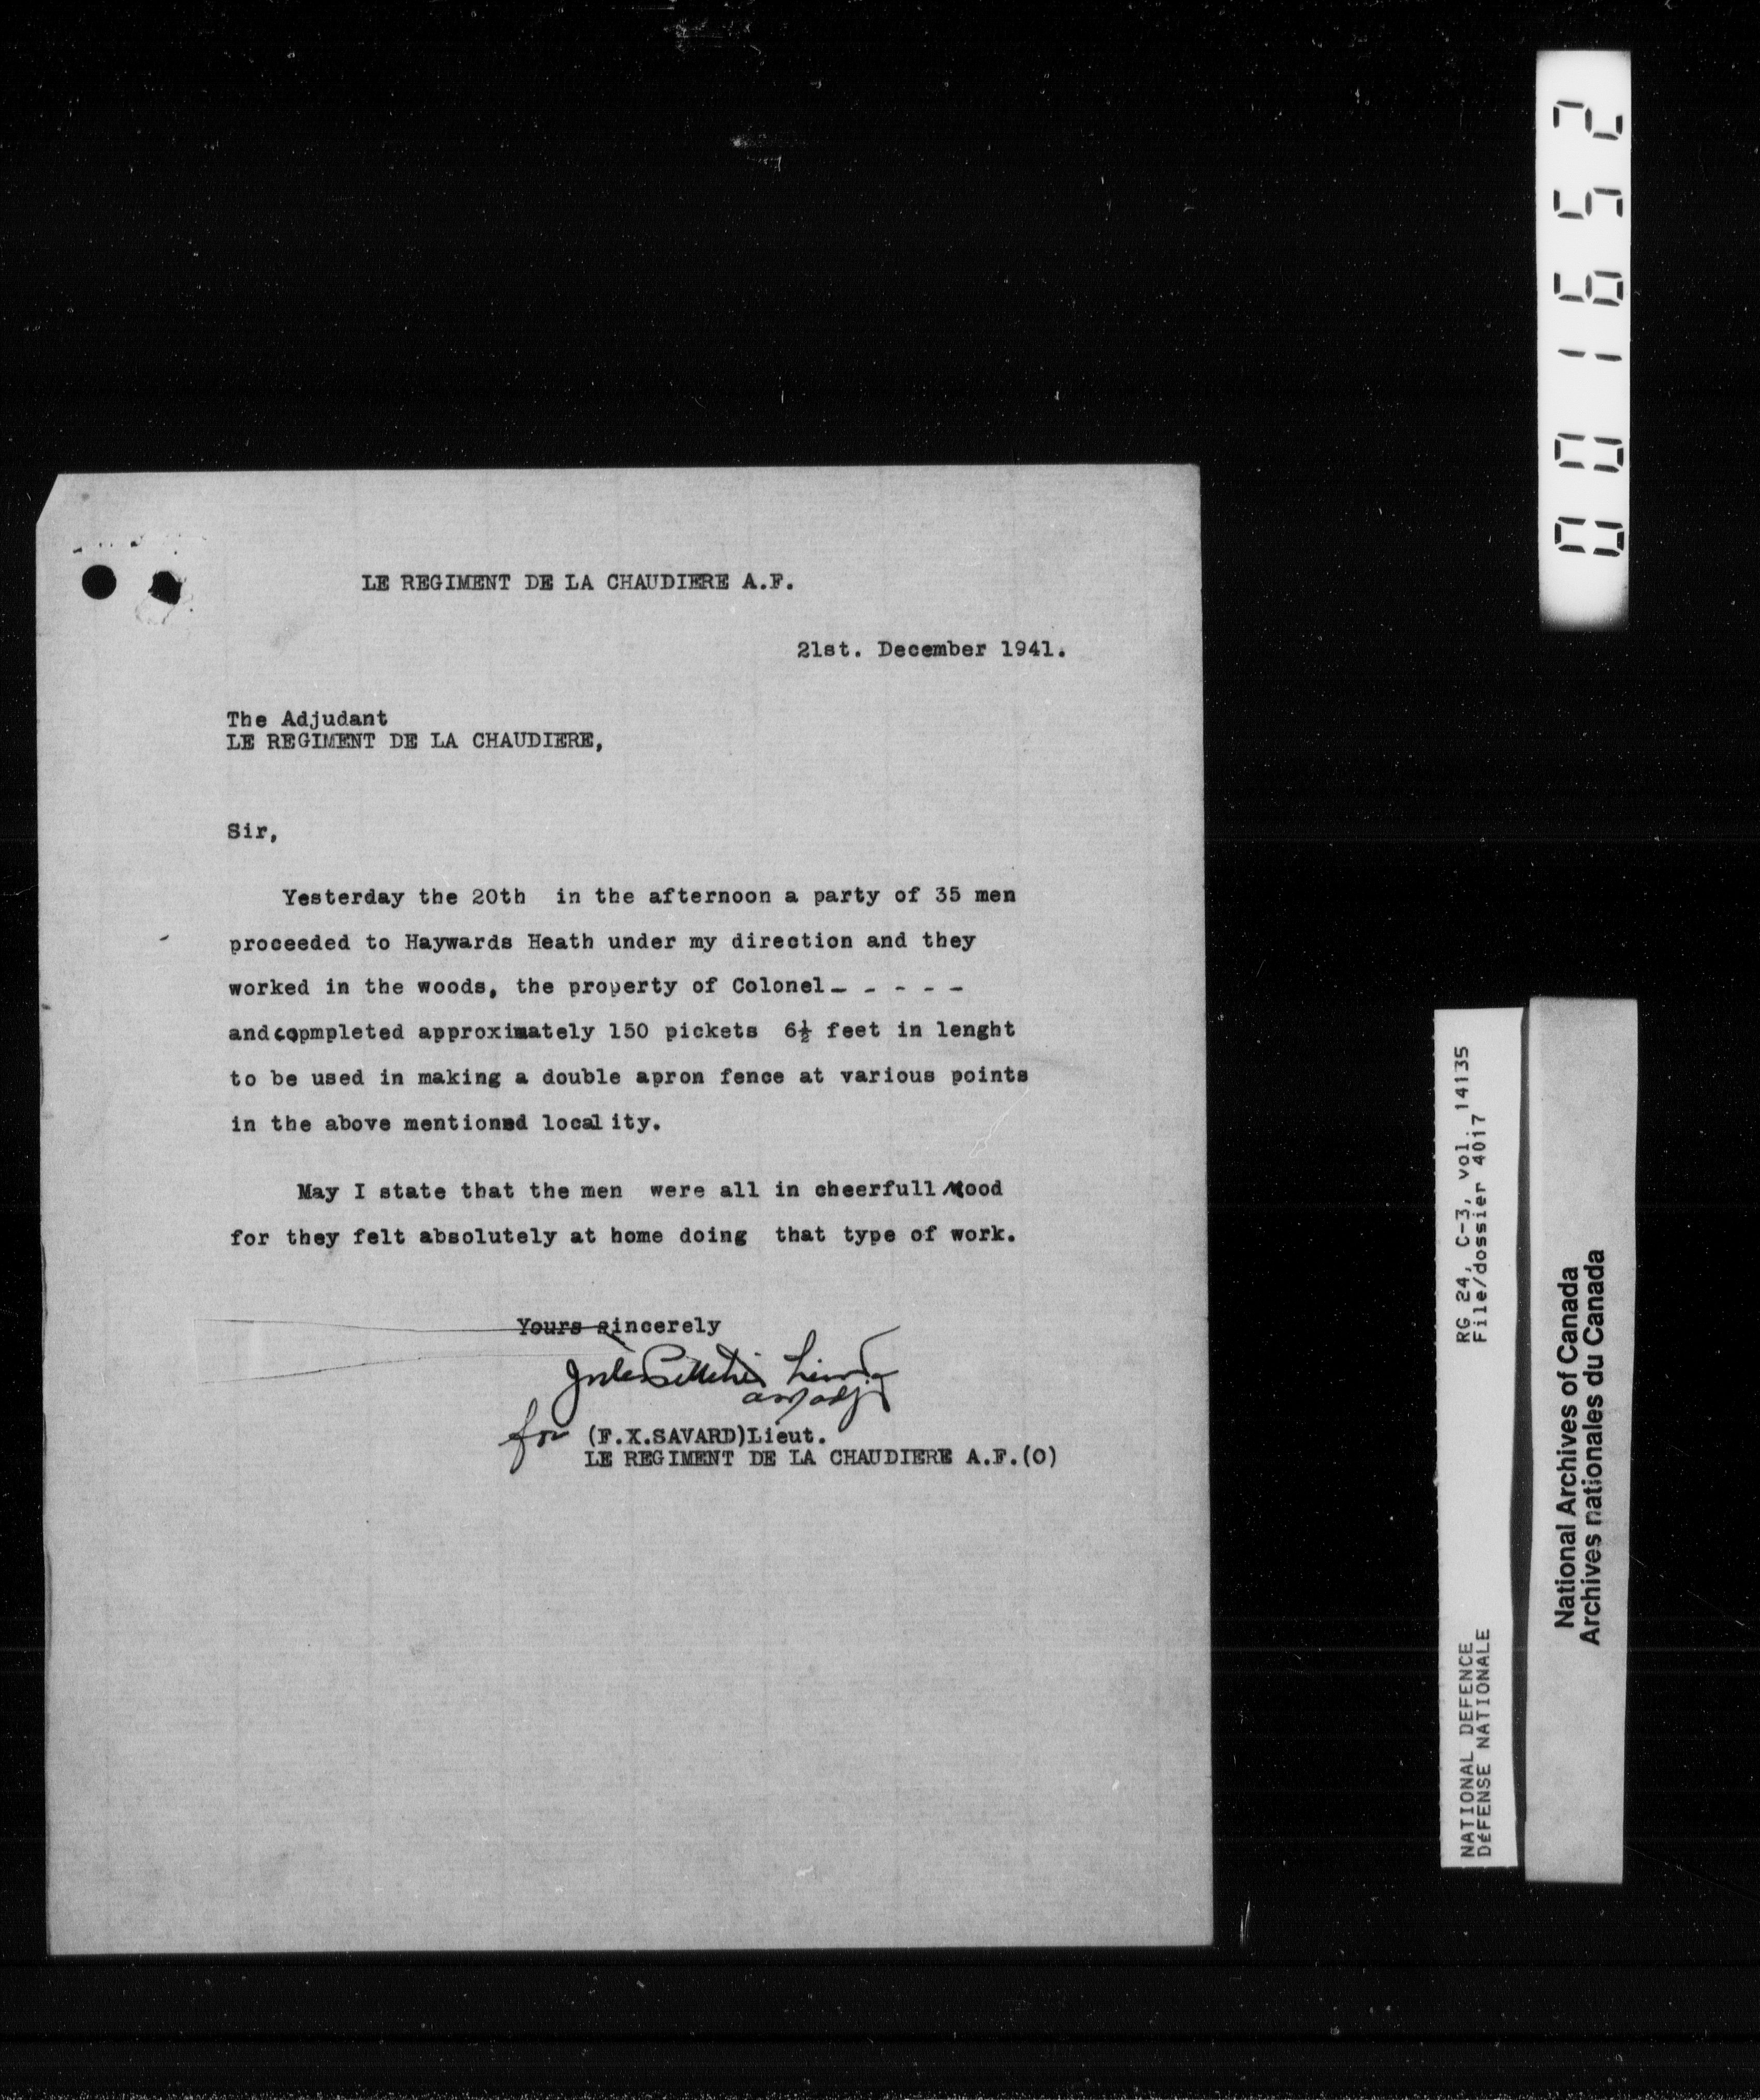 LE REGIMENT DE LA CHAUDIERE A.F.
21st. December 1941.
The Adjudant
LE REGIMENT DE LA CHAUDIERE,
Sir,
Yesterday the 20th in the afternoon a party of 35 men
proceeded to Haywards Heath under my direction and they
worked in the woods, the property of Colonel- - - - -
and copmpleted approximately 150 pickets 6½ feet in lenght
to be used in making a double apron fence at various points
in the above mentioned locality.
May I state that the men were all in cheerfull Mood
for they felt absolutely at home doing that type of work.
Yours sincerely
for (F.X.SAVARD)Lieut.
LE REGIMENT DE LA CHAUDIERE A.F.(O)
001652
RG 24, C-3, vol. 14135
File/dossier 4017
NATIONAL DEFENCE
DéFENSE NATIONALE
National Archives of Canada
Archives nationales du Canada